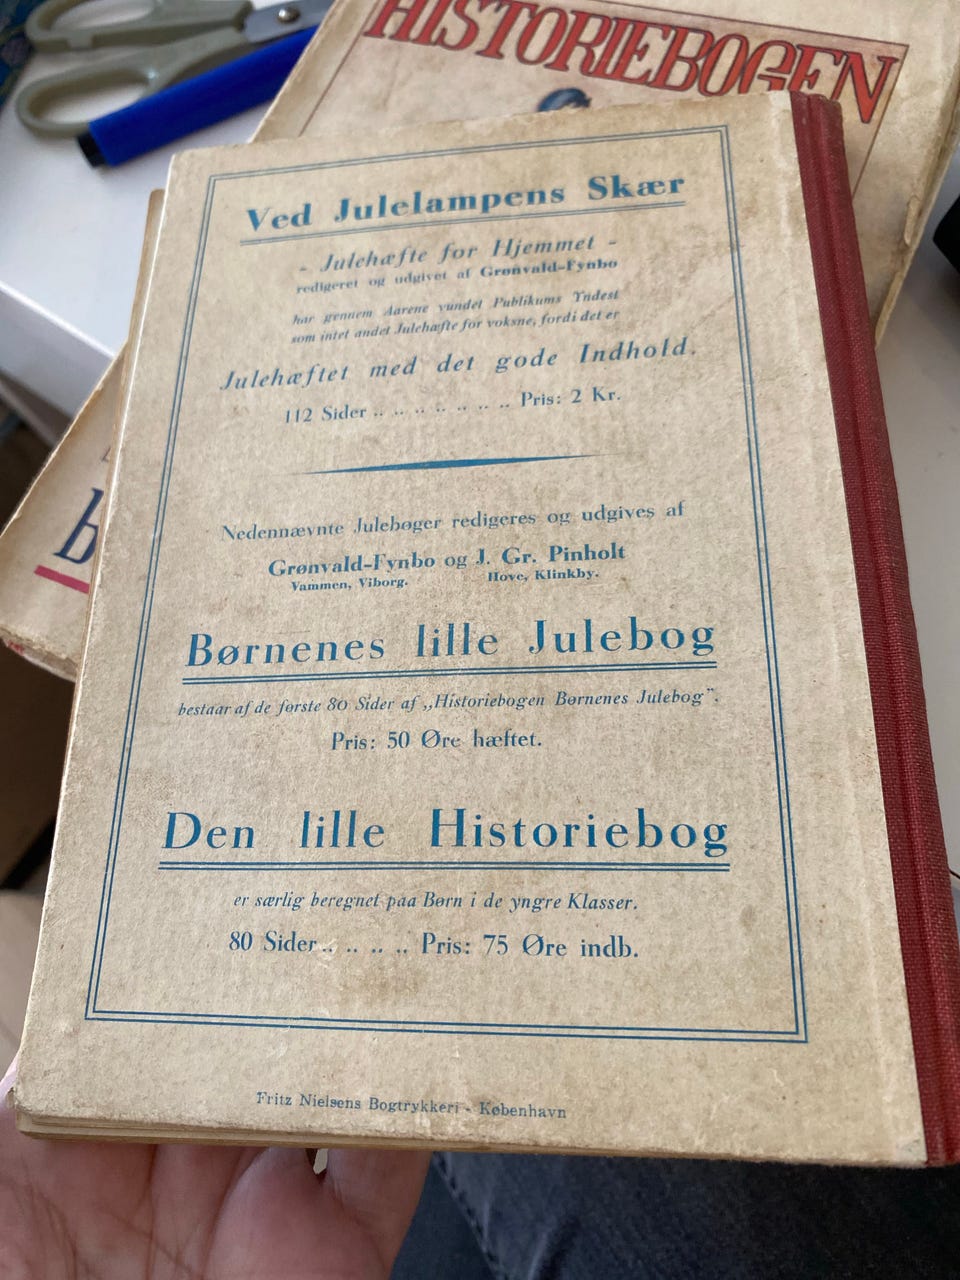 HISTORIEBOGEN
Ved Julelampens Skær
- Julehæfte for Hjemmet -
redigeret og udgivet af Grønvald-Fynbo
har gennem Aarene vundet Publikums Yndest
som intet andet Julehæfte for voksne, fordi det er
Julehæftet med det gode Indhold.
112 Sider .. .. .. .. .. .. .. Pris: 2 Kr.
Nedennævnte Julebøger redigeres og udgives af
Grønvald-Fynbo og J. Gr. Pinholt
Vammen, Viborg. Hove, Klinkby.
Børnenes lille Julebog
bestaar af de første 80 Sider af „Historiebogen Børnenes Julebog”.
Pris: 50 Øre hæftet.
Den lille Historiebog
er særlig beregnet paa Børn i de yngre Klasser.
80 Sider .. .. .. .. Pris: 75 Øre indb.
Fritz Nielsens Bogtrykkeri - København